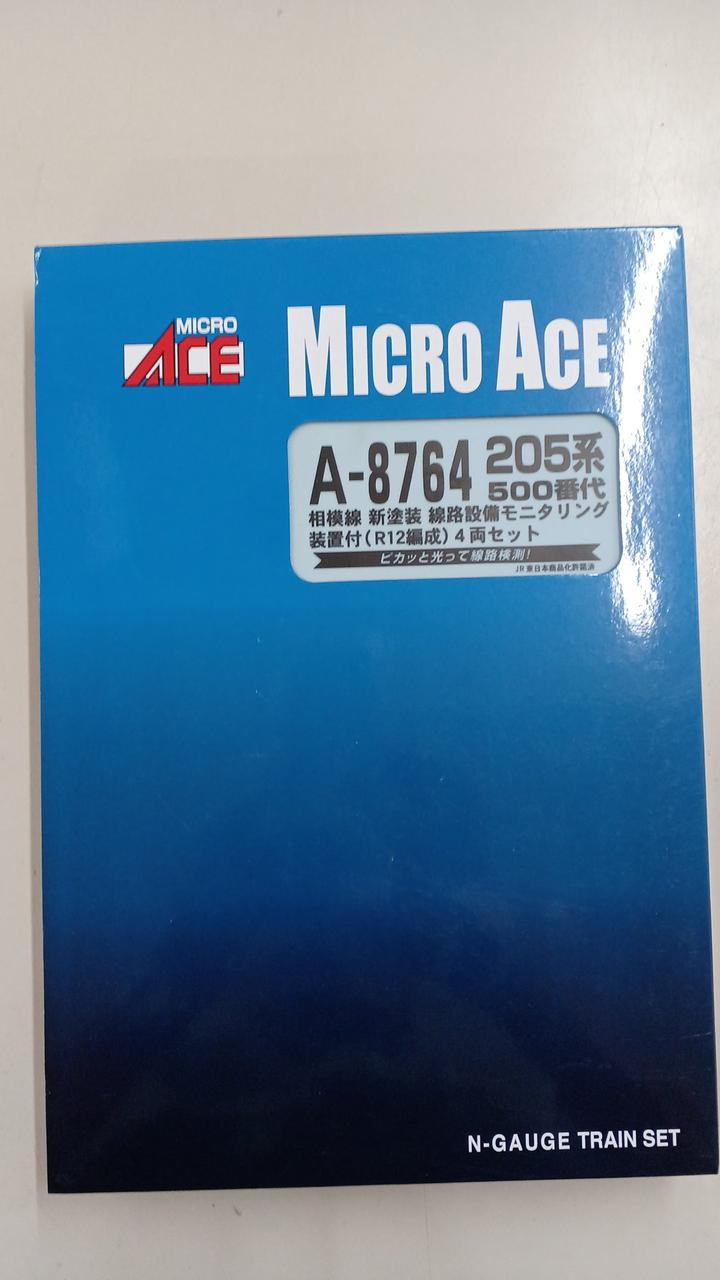 MICRO
ACE
MICRO ACE
A-8764 205系
500番代
相模線 新塗装 線路設備モニタリング
装置付(R12編成)4両セット
ピカッと光って線路検測!
JR東日本商品化許諾済
N-GAUGE TRAIN SET